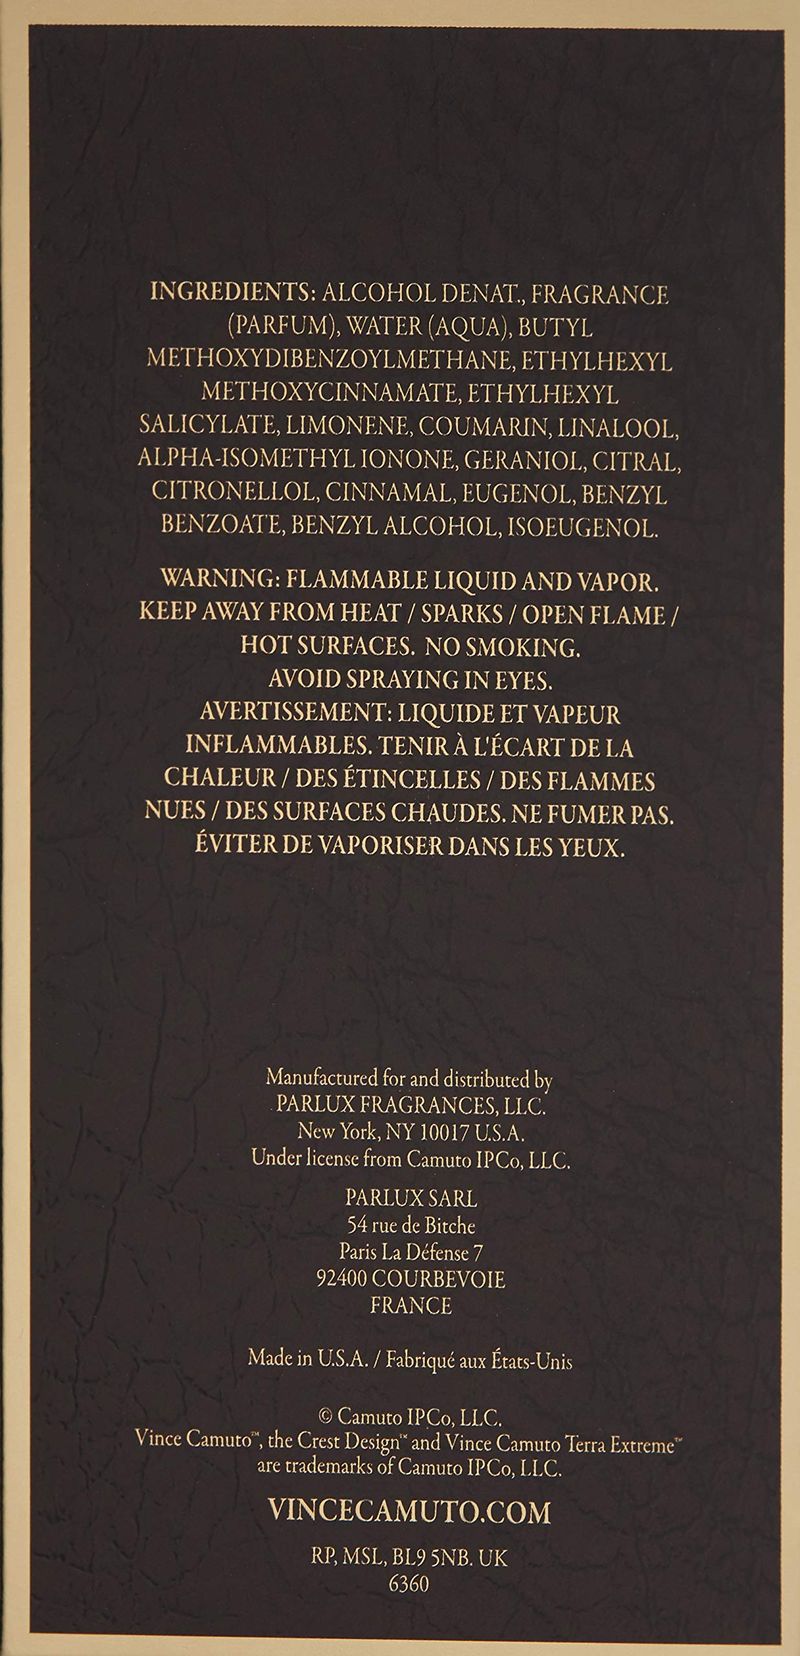 INGREDIENTS: ALCOHOL DENAT., FRAGRANCE
(PARFUM), WATER (AQUA), BUTYL
METHOXYDIBENZOYLMETHANE, ETHYLHEXYL
METHOXYCINNAMATE, ETHYLHEXYL
SALICYLATE, LIMONENE, COUMARIN, LINALOOL,
ALPHA-ISOMETHYL IONONE, GERANIOL, CITRAL,
CITRONELLOL, CINNAMAL, EUGENOL, BENZYL
BENZOATE, BENZYL ALCOHOL, ISOEUGENOL.
WARNING: FLAMMABLE LIQUID AND VAPOR.
KEEP AWAY FROM HEAT / SPARKS / OPEN FLAME /
HOT SURFACES. NO SMOKING.
AVOID SPRAYING IN EYES.
AVERTISSEMENT: LIQUIDE ET VAPEUR
INFLAMMABLES. TENIR À L'ÉCART DE LA
CHALEUR / DES ÉTINCELLES / DES FLAMMES
NUES / DES SURFACES CHAUDES. NE FUMER PAS.
ÉVITER DE VAPORISER DANS LES YEUX.
Manufactured for and distributed by
PARLUX FRAGRANCES, LLC.
New York, NY 10017 U.S.A.
Under license from Camuto IPCo, LLC.
PARLUX SARL
54 rue de Bitche
Paris La Défense 7
92400 COURBEVOIE
FRANCE
Made in U.S.A. / Fabriqué aux États-Unis
© Camuto IPCo, LLC.
Vince Camuto™, the Crest Design™ and Vince Camuto Terra Extreme™
are trademarks of Camuto IPCo, LLC.
VINCECAMUTO.COM
RP, MSL, BL9 5NB. UK
6360